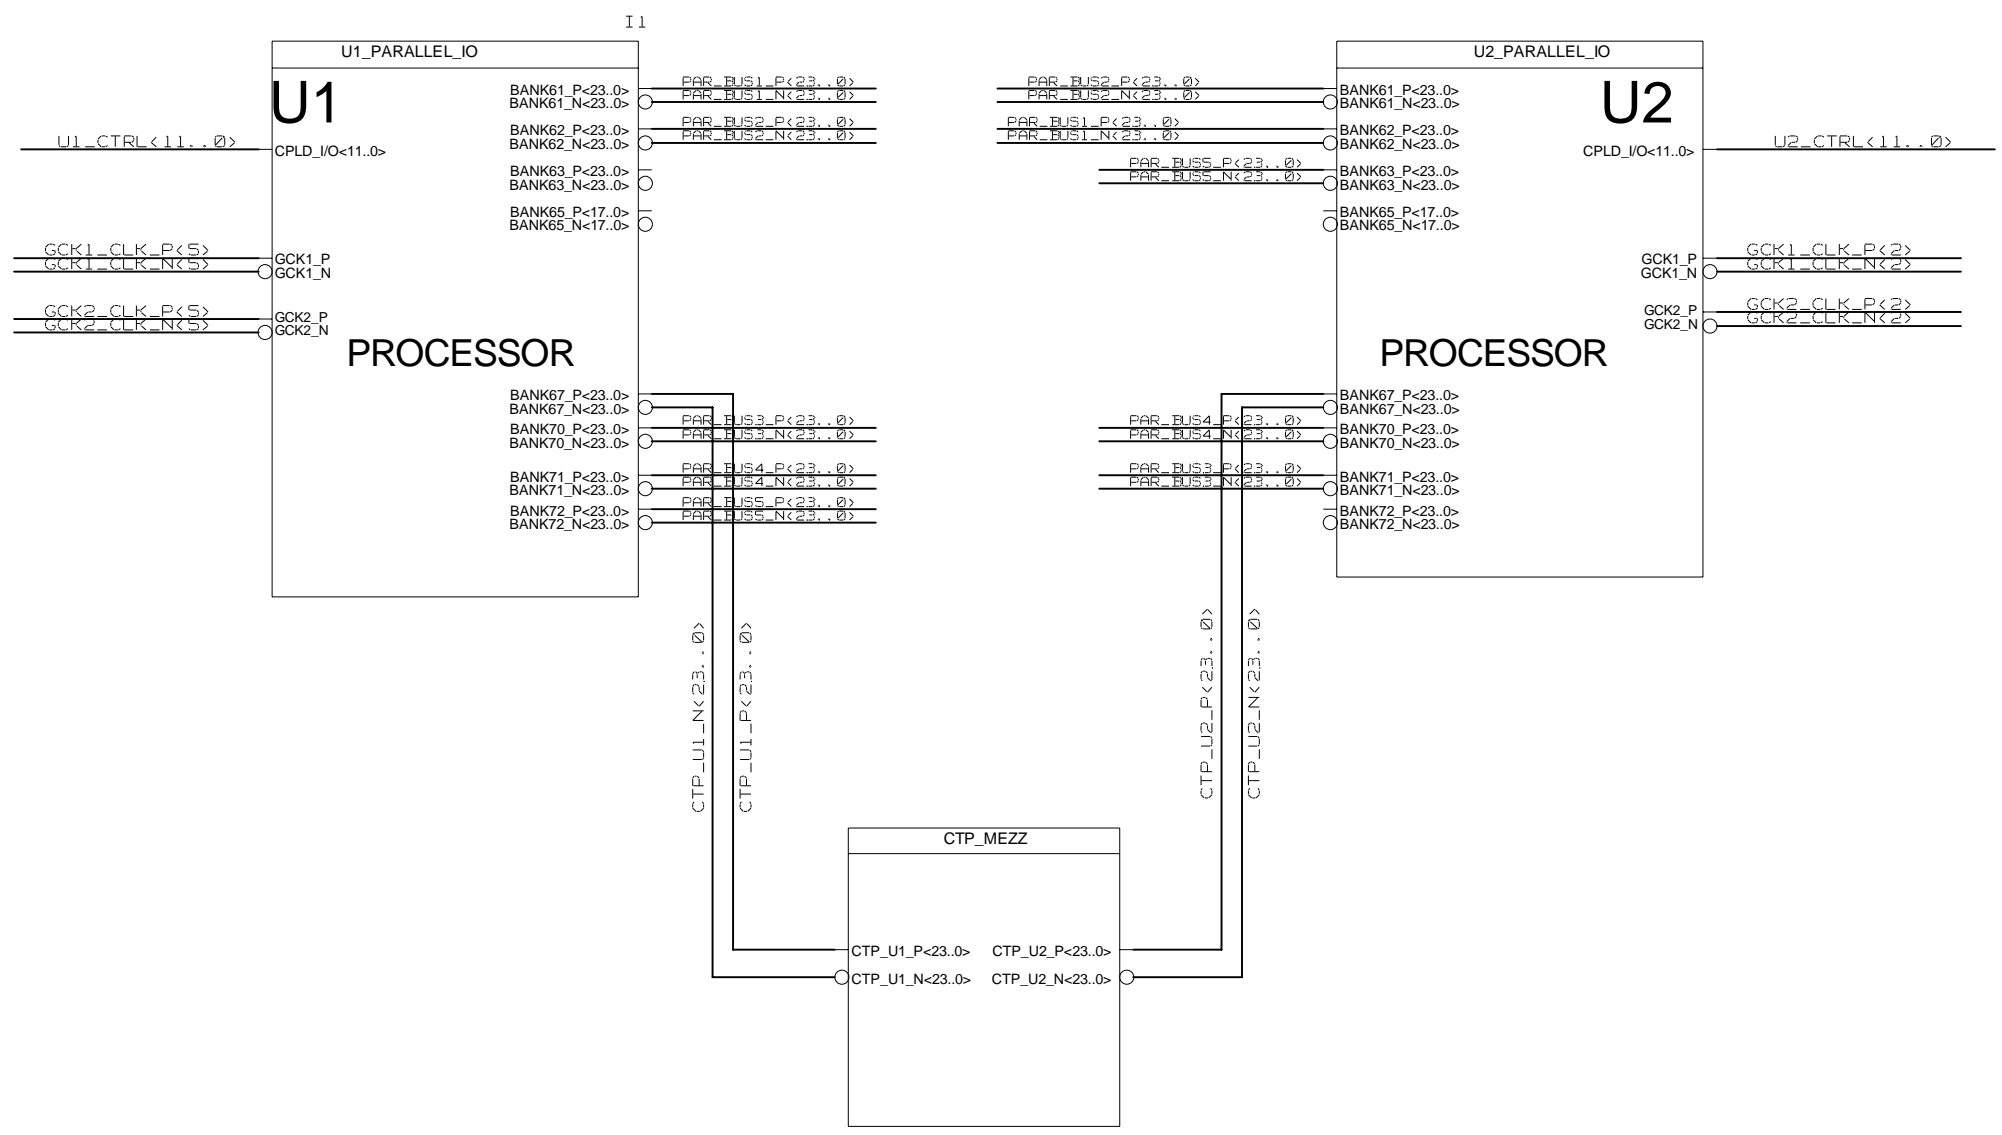 I1
U1_PARALLEL_IO
U1
U1_CTRL<11..0>
CPLD_I/O<11..0>
GCK1_CLK_P<5>
GCK1_CLK_N<5>
GCK1_P
GCK1_N
GCK2_CLK_P<5>
GCK2_CLK_N<5>
GCK2_P
GCK2_N
PROCESSOR
BANK61_P<23..0>
BANK61_N<23..0>
BANK62_P<23..0>
BANK62_N<23..0>
BANK63_P<23..0>
BANK63_N<23..0>
BANK65_P<17..0>
BANK65_N<17..0>
BANK67_P<23..0>
BANK67_N<23..0>
BANK70_P<23..0>
BANK70_N<23..0>
BANK71_P<23..0>
BANK71_N<23..0>
BANK72_P<23..0>
BANK72_N<23..0>
PAR_BUS1_P<23..0>
PAR_BUS1_N<23..0>
PAR_BUS2_P<23..0>
PAR_BUS2_N<23..0>
PAR_BUS3_P<23..0>
PAR_BUS3_N<23..0>
PAR_BUS4_P<23..0>
PAR_BUS4_N<23..0>
PAR_BUS5_P<23..0>
PAR_BUS5_N<23..0>
U2_PARALLEL_IO
U2
PAR_BUS2_P<23..0>
PAR_BUS2_N<23..0>
PAR_BUS1_P<23..0>
PAR_BUS1_N<23..0>
PAR_BUS5_P<23..0>
PAR_BUS5_N<23..0>
PAR_BUS4_P<23..0>
PAR_BUS4_N<23..0>
PAR_BUS3_P<23..0>
PAR_BUS3_N<23..0>
BANK61_P<23..0>
BANK61_N<23..0>
BANK62_P<23..0>
BANK62_N<23..0>
BANK63_P<23..0>
BANK63_N<23..0>
BANK65_P<17..0>
BANK65_N<17..0>
BANK67_P<23..0>
BANK67_N<23..0>
BANK70_P<23..0>
BANK70_N<23..0>
BANK71_P<23..0>
BANK71_N<23..0>
BANK72_P<23..0>
BANK72_N<23..0>
PROCESSOR
CPLD_I/O<11..0>
U2_CTRL<11..0>
GCK1_P
GCK1_N
GCK1_CLK_P<2>
GCK1_CLK_N<2>
GCK2_P
GCK2_N
GCK2_CLK_P<2>
GCK2_CLK_N<2>
CTP_U1_N<23..0>
CTP_U1_P<23..0>
CTP_U2_P<23..0>
CTP_U2_N<23..0>
CTP_MEZZ
CTP_U1_P<23..0>
CTP_U2_P<23..0>
CTP_U1_N<23..0>
CTP_U2_N<23..0>